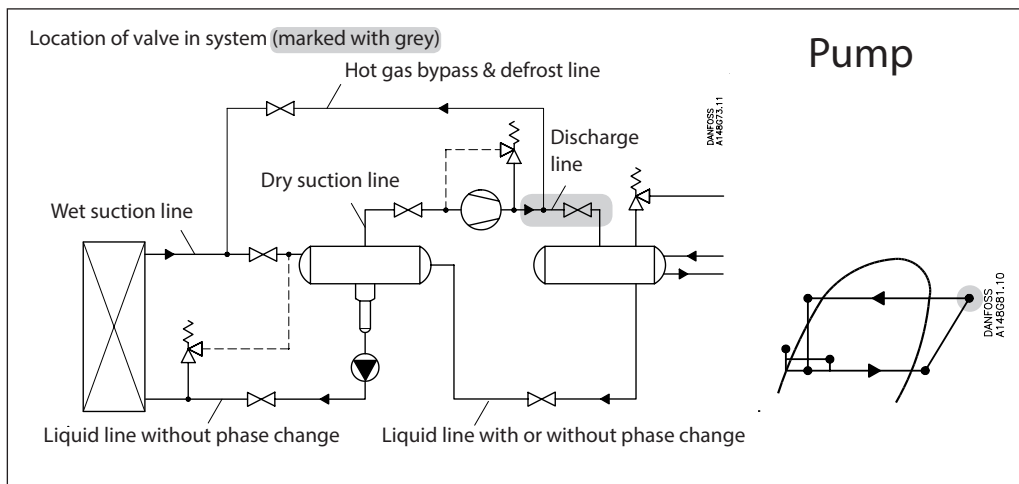 Location of valve in system (marked with grey)
Pump
Hot gas bypass & defrost line
DANFOSS
A148G73.11
Discharge
line
Dry suction line
Wet suction line
DANFOSS
A148G81.10
Liquid line without phase change
Liquid line with or without phase change